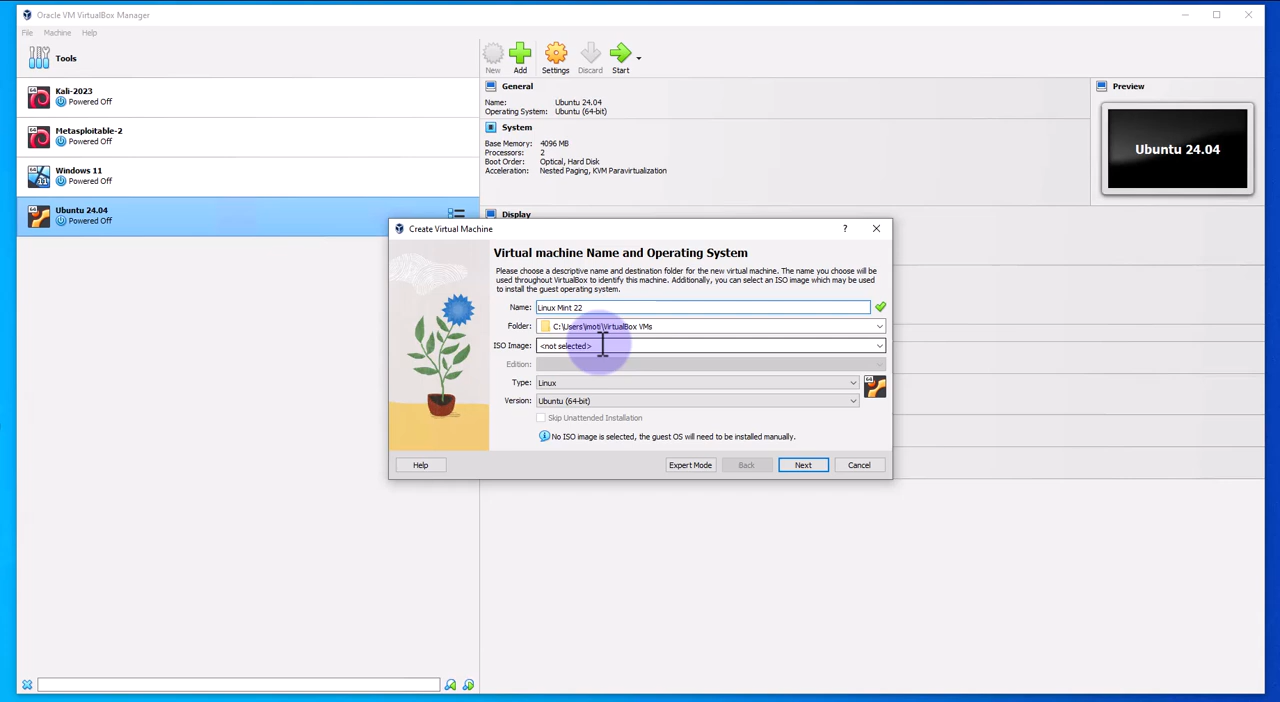 Oracle VM VirtualBox Manager
File Machine Help
Tools
New Add Settings Discard Start
64 Kali-2023
Powered Off
64 Metasploitable-2
Powered Off
64 Windows 11
11 Powered Off
64 Ubuntu 24.04
Powered Off
General
Name: Ubuntu 24.04
Operating System: Ubuntu (64-bit)
System
Base Memory: 4096 MB
Processors: 2
Boot Order: Optical, Hard Disk
Acceleration: Nested Paging, KVM Paravirtualization
Display
Preview
Ubuntu 24.04
Create Virtual Machine ?
Virtual machine Name and Operating System
Please choose a descriptive name and destination folder for the new virtual machine. The name you choose will be
used throughout VirtualBox to identify this machine. Additionally, you can select an ISO image which may be used
to install the guest operating system.
Name: Linux Mint 22
Folder: C:\Users\moti\VirtualBox VMs
ISO Image: <not selected>
Edition:
Type: Linux
64
Version: Ubuntu (64-bit)
Skip Unattended Installation
No ISO image is selected, the guest OS will need to be installed manually.
Help Expert Mode Back Next Cancel